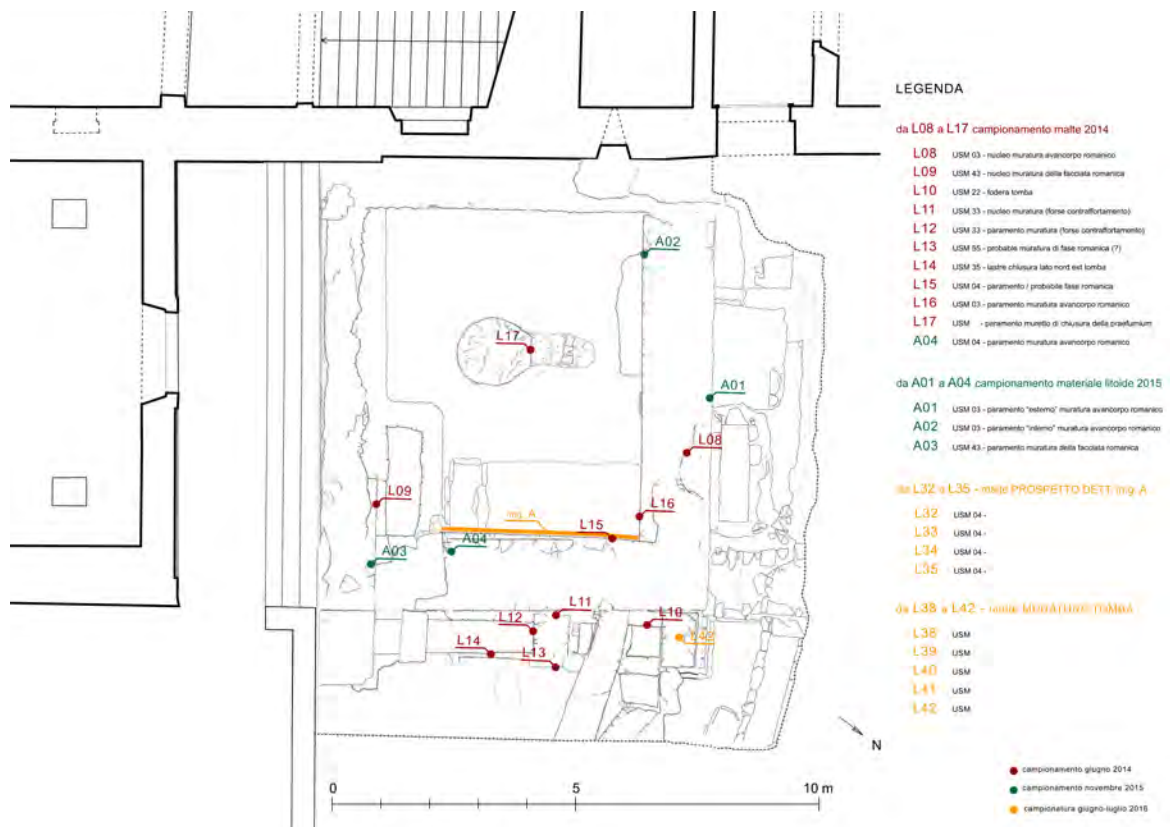 LEGENDA
da L08 a L17 campionamento malte 2014
L08 USM 03 - nucleo muratura avancorpo romanico
L09 USM 43 - nucleo muratura della facciata romanica
L10 USM 22 - fodera tomba
L11 USM 33 - nucleo muratura (forse contraffortamento)
L12 USM 33 - paramento muratura (forse contraffortamento)
L13 USM 55 - probabile muratura di fase romanica (?)
L14 USM 35 - lastre chiusura lato nord est tomba
L15 USM 04 - paramento / probabile fase romanica
L16 USM 03 - paramento muratura avancorpo romanico
L17 USM - paramento muretto di chiusura della praefurnium
A04 USM 04 - paramento muratura avancorpo romanico
da A01 a A04 campionamento materiale litoide 2015
A01 USM 03 - paramento "esterno" muratura avancorpo romanico
A02 USM 03 - paramento "interno" muratura avancorpo romanico
A03 USM 43 - paramento muratura della facciata romanica
da L32 a L35 - malte PROSPETTO DETT. img. A
L32 USM 04 -
L33 USM 04 -
L34 USM 04 -
L35 USM 04 -
da L38 a L42 - malte MURATURE TOMBA
L38 USM
L39 USM
L40 USM
L41 USM
L42 USM
campionamento giugno 2014
campionamento novembre 2015
campionatura giugno-luglio 2016
A02
L17
A01
L08
L09
L16
img. A
L15
A03
A04
L11
L12
L10
L14
L13
N
0 5 10 m